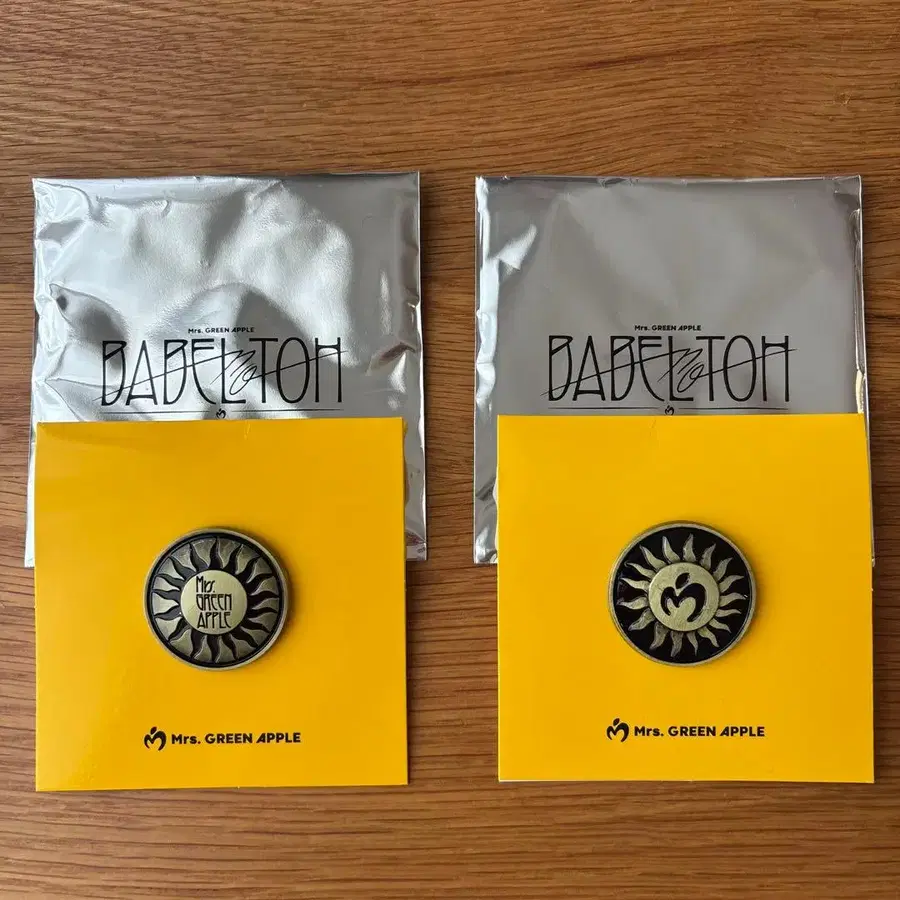 Mrs. GREEN APPLE
BABEL no TOH
Mrs. GREEN APPLE
BABEL no TOH
Mrs.
GREEN
APPLE
Mrs. GREEN APPLE
Mrs. GREEN APPLE